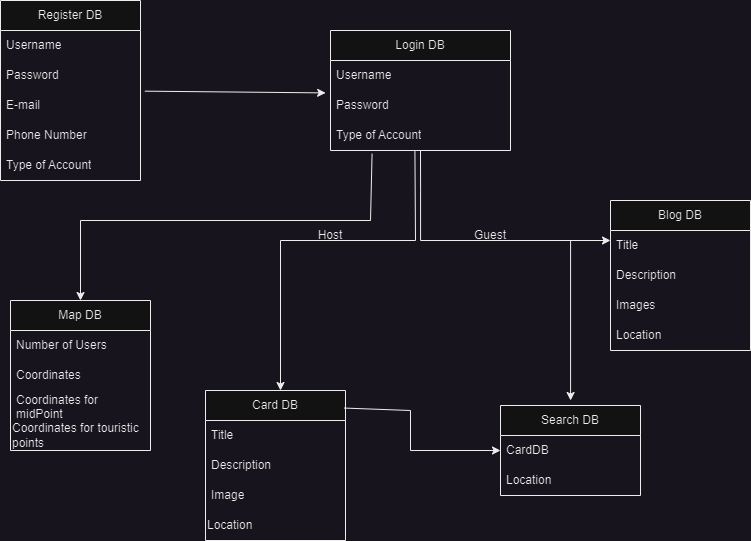 Register DB
Username
Password
E-mail
Phone Number
Type of Account
Login DB
Username
Password
Type of Account
Host
Guest
Blog DB
Title
Description
Images
Location
Map DB
Number of Users
Coordinates
Coordinates for
midPoint
Coordinates for touristic
points
Card DB
Title
Description
Image
Location
Search DB
CardDB
Location